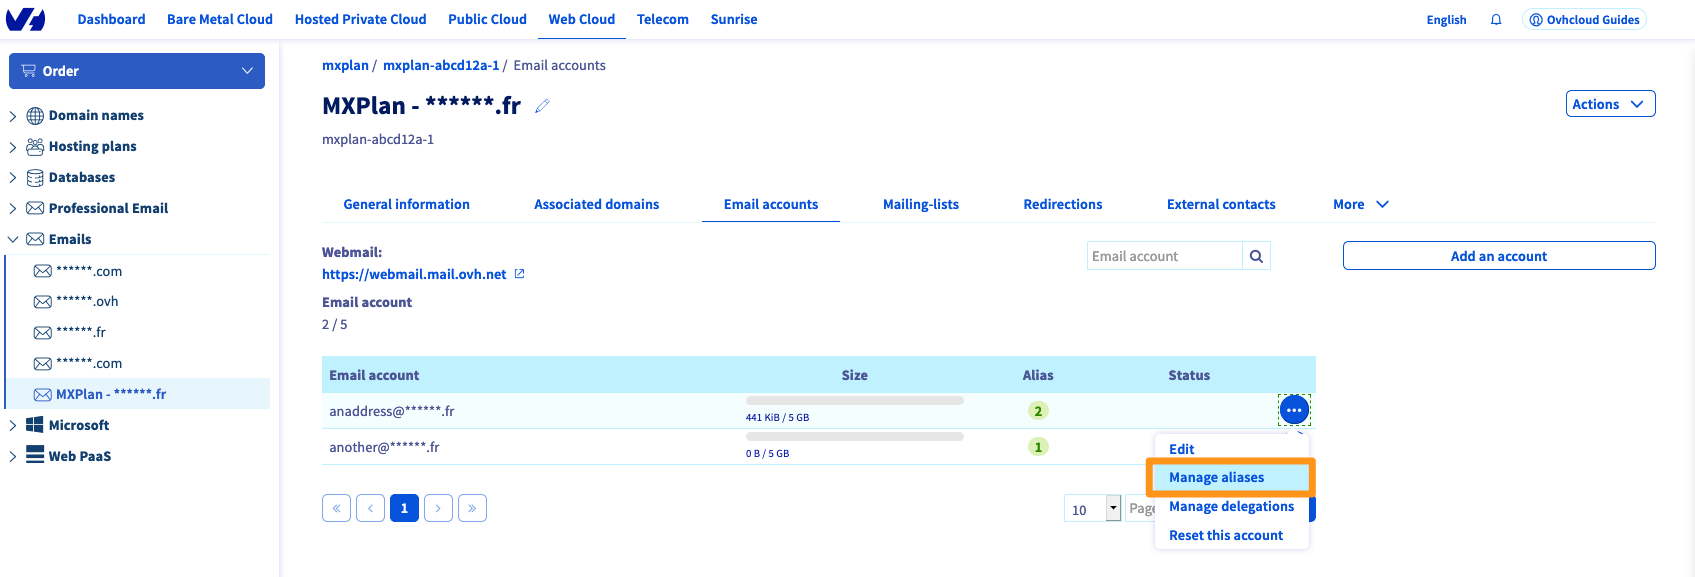 Dashboard Bare Metal Cloud Hosted Private Cloud Public Cloud Web Cloud Telecom Sunrise English Ovhcloud Guides
Order
Domain names
Hosting plans
Databases
Professional Email
Emails
******.com
******.ovh
******.fr
******.com
MXPlan - ******.fr
Microsoft
Web PaaS
mxplan / mxplan-abcd12a-1 / Email accounts
MXPlan - ******.fr
Actions
mxplan-abcd12a-1
General information Associated domains Email accounts Mailing-lists Redirections External contacts More
Webmail:
https://webmail.mail.ovh.net
Email account
Add an account
Email account
2 / 5
Email account Size Alias Status
anaddress@******.fr 441 KiB / 5 GB 2
another@******.fr 0 B / 5 GB 1
Edit
Manage aliases
Manage delegations
Reset this account
« ‹ 1 › »
10 Page